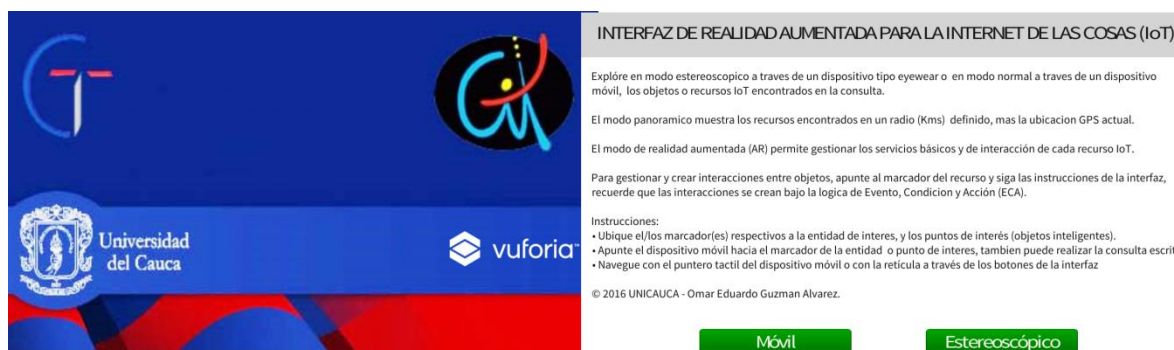 Universidad
del Cauca
vuforia™
INTERFAZ DE REALIDAD AUMENTADA PARA LA INTERNET DE LAS COSAS (IoT)
Explóre en modo estereoscopico a traves de un dispositivo tipo eyewear o en modo normal a traves de un dispositivo
móvil, los objetos o recursos IoT encontrados en la consulta.
El modo panoramico muestra los recursos encontrados en un radio (Kms) definido, mas la ubicacion GPS actual.
El modo de realidad aumentada (AR) permite gestionar los servicios básicos y de interacción de cada recurso IoT.
Para gestionar y crear interacciones entre objetos, apunte al marcador del recurso y siga las instrucciones de la interfaz,
recuerde que las interacciones se crean bajo la logica de Evento, Condicion y Acción (ECA).
Instrucciones:
• Ubique el/los marcador(es) respectivos a la entidad de interes, y los puntos de interés (objetos inteligentes).
• Apunte el dispositivo móvil hacia el marcador de la entidad o punto de interes, tambien puede realizar la consulta escrit
• Navegue con el puntero tactil del dispositivo móvil o con la retícula a través de los botones de la interfaz
© 2016 UNICAUCA - Omar Eduardo Guzman Alvarez.
Móvil
Estereoscópico